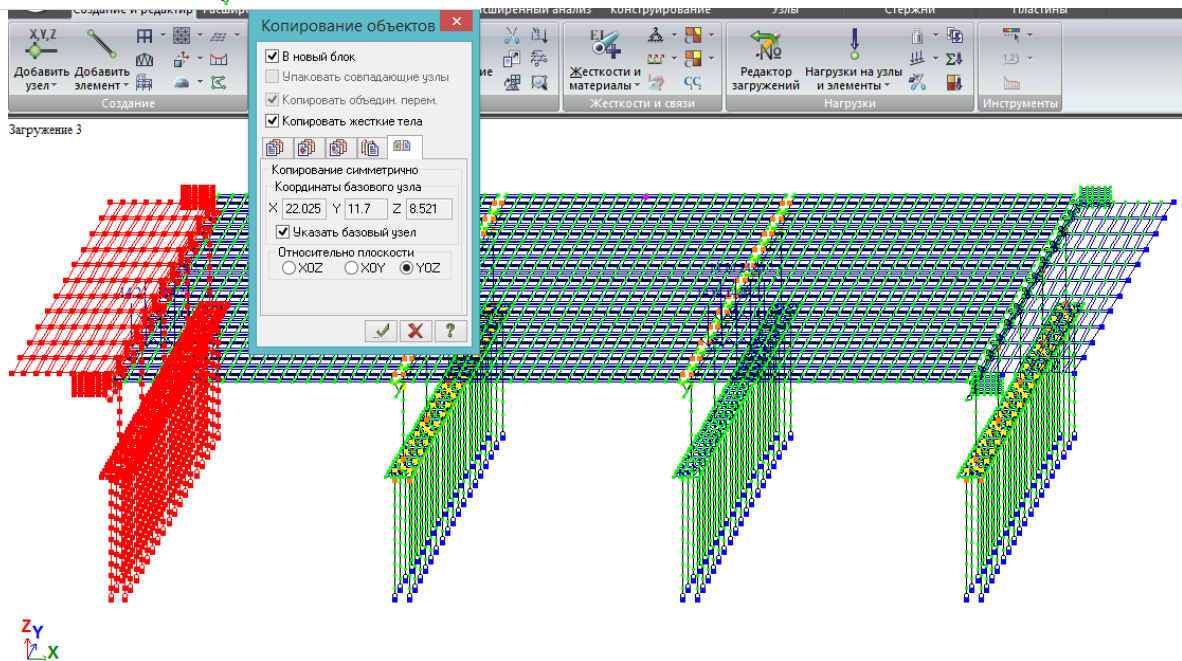 Создание и редактир
Расшир
асширенный анализ
Конструирование
Узлы
Стержни
Пластины
Копирование объектов
X,Y,Z
EI
Добавить узел
Добавить элемент
Жесткости и материалы
Редактор загружений
Нагрузки на узлы и элементы
Создание
Жесткости и связи
Нагрузки
Инструменты
В новый блок
Упаковать совпадающие узлы
Копировать объедин. перем.
Копировать жесткие тела
Копирование симметрично
Координаты базового узла
X 22.025 Y 11.7 Z 8.521
Указать базовый узел
Относительно плоскости
XOZ XOY YOZ
Загружение 3
Z
Y
X